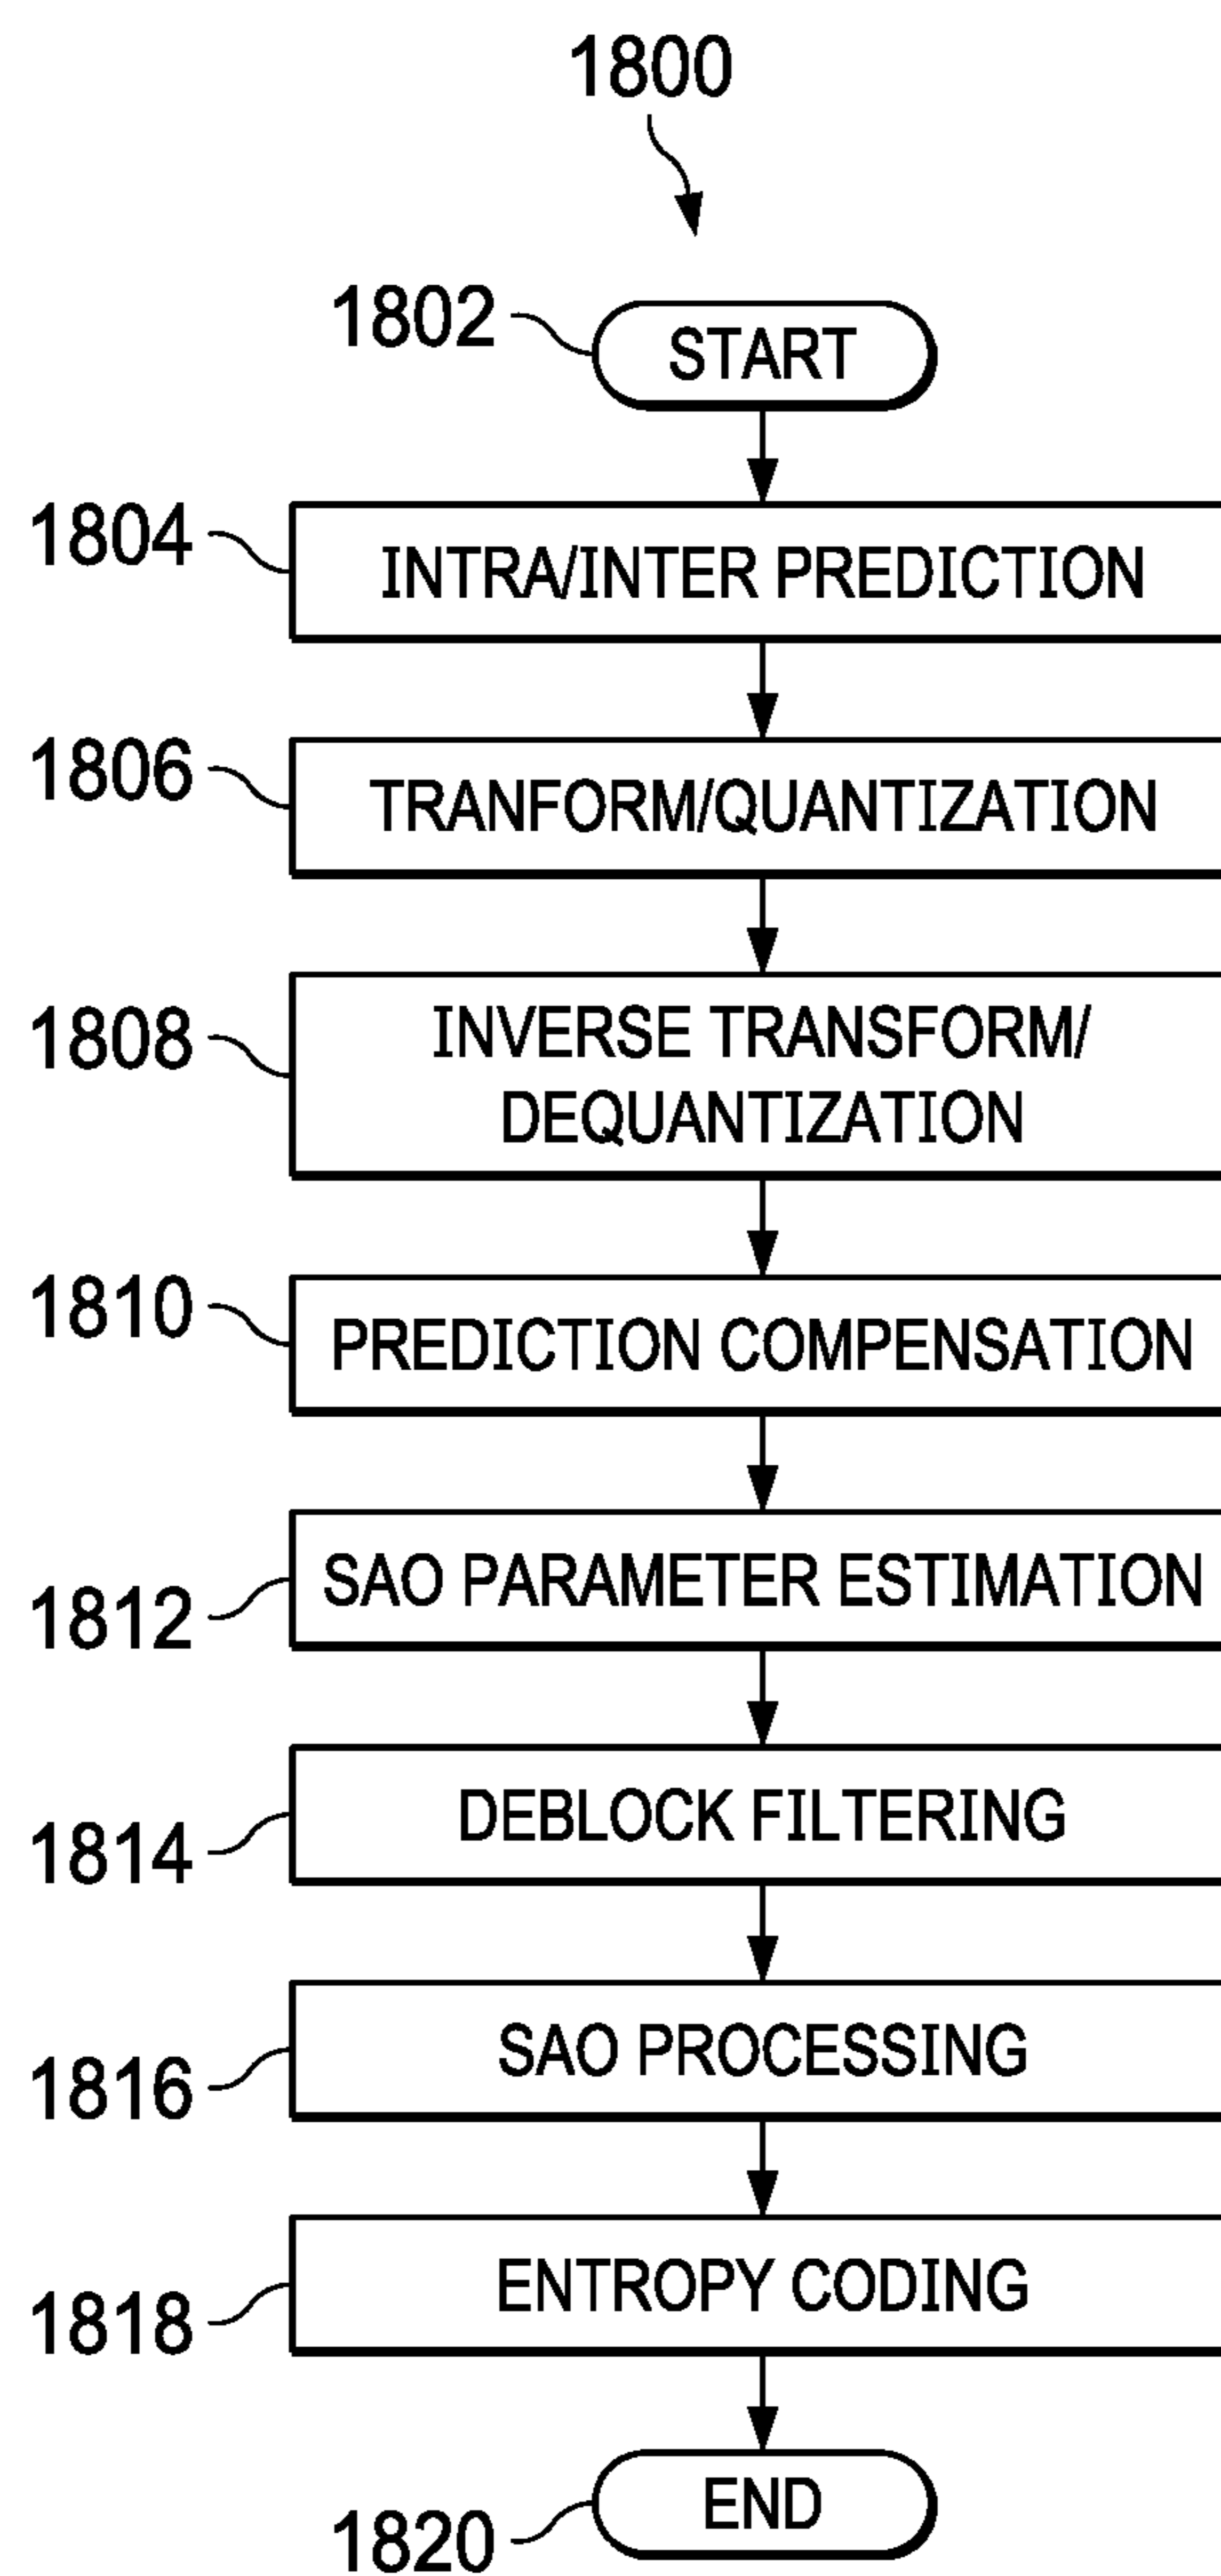 1800
1802
START
1804
INTRA/INTER PREDICTION
1806
TRANFORM/QUANTIZATION
1808
INVERSE TRANSFORM/
DEQUANTIZATION
1810
PREDICTION COMPENSATION
1812
SAO PARAMETER ESTIMATION
1814
DEBLOCK FILTERING
1816
SAO PROCESSING
1818
ENTROPY CODING
1820
END